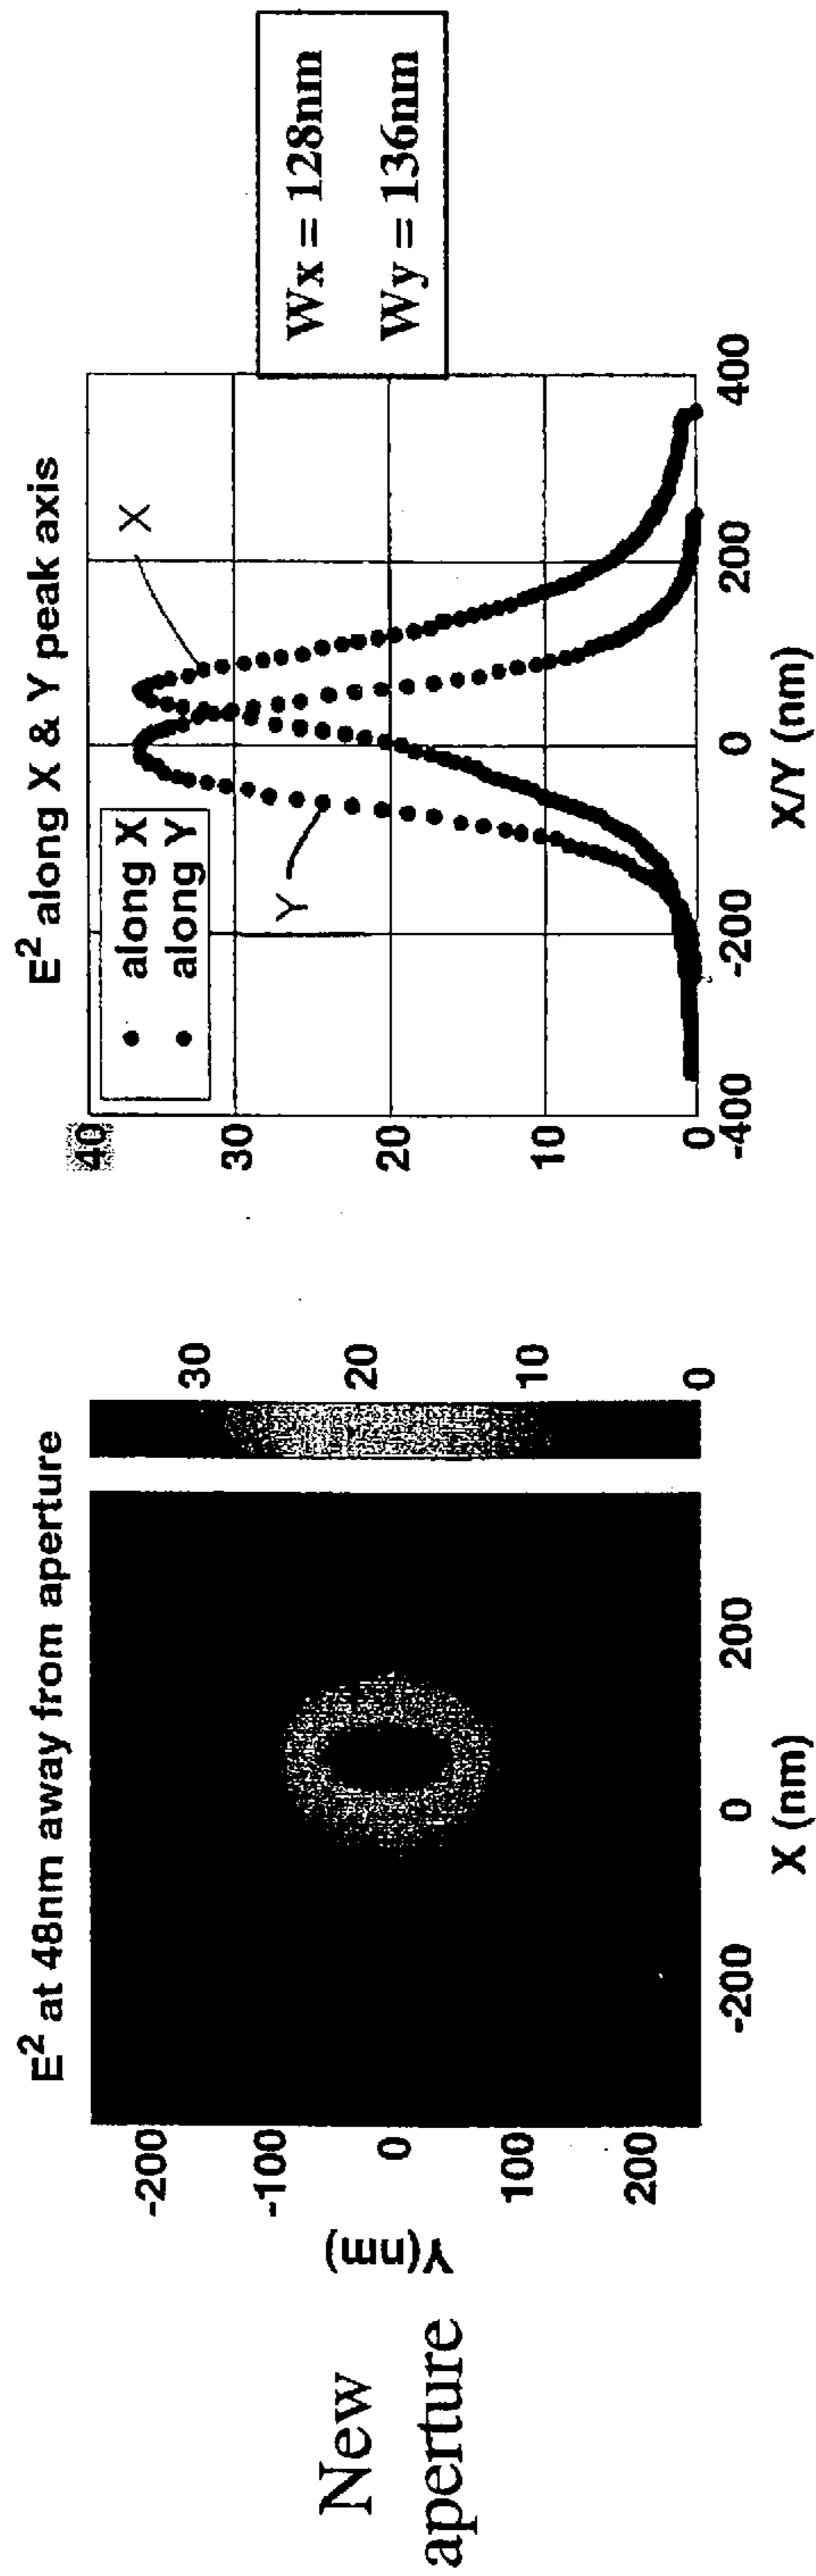 New
aperture
E² at 48nm away from aperture
Y(nm)
-200
-100
0
100
200
-200
0
200
X (nm)
30
20
10
0
E² along X & Y peak axis
40
30
20
10
0
along X
along Y
X
Y
-400
-200
0
200
400
X/Y (nm)
Wx = 128nm
Wy = 136nm